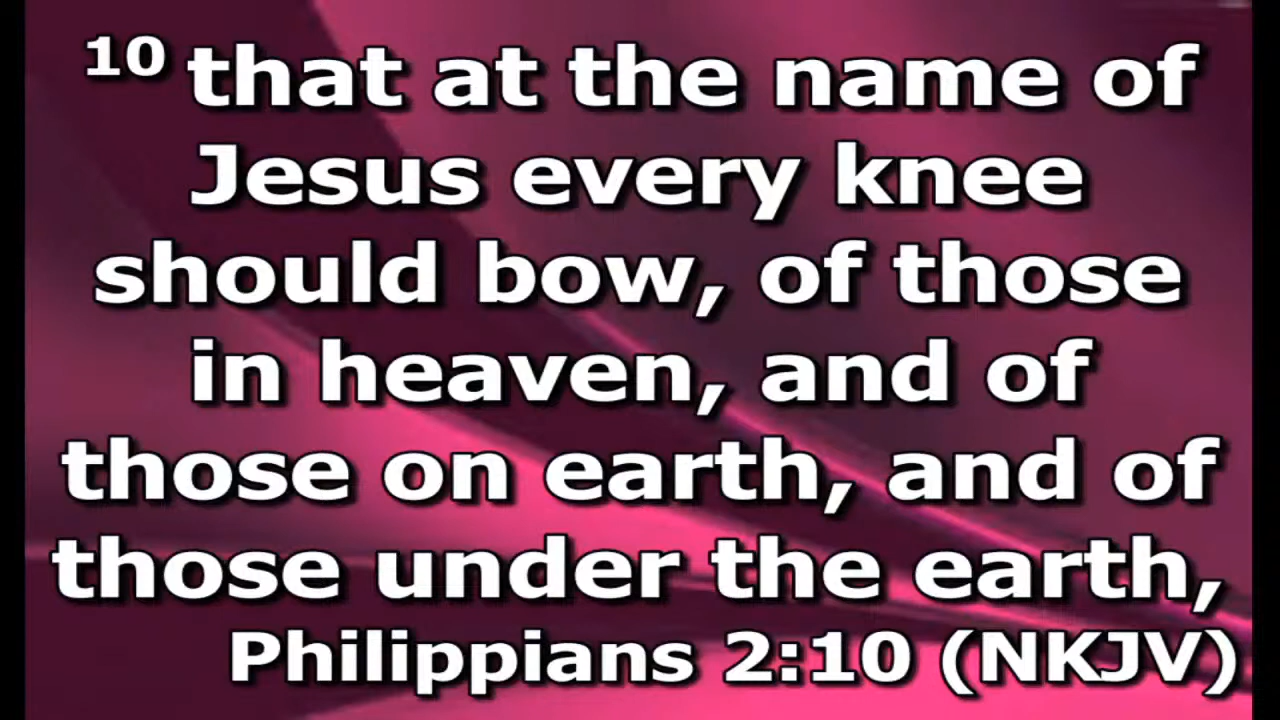 10 that at the name of
Jesus every knee
should bow, of those
in heaven, and of
those on earth, and of
those under the earth,
Philippians 2:10 (NKJV)